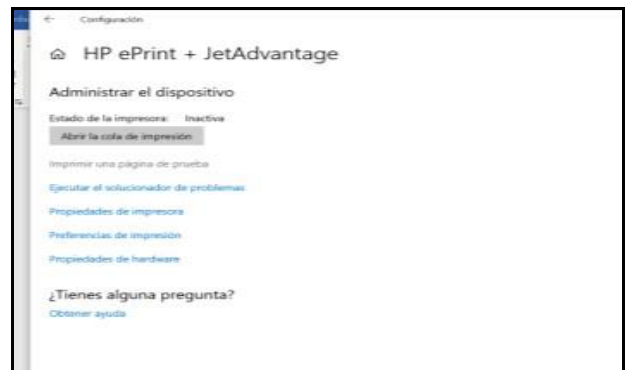 Configuración
HP ePrint + JetAdvantage
Administrar el dispositivo
Estado de la impresora: Inactiva
Abrir la cola de impresión
Imprimir una página de prueba
Ejecutar el solucionador de problemas
Propiedades de impresora
Preferencias de impresión
Propiedades de hardware
¿Tienes alguna pregunta?
Obtener ayuda